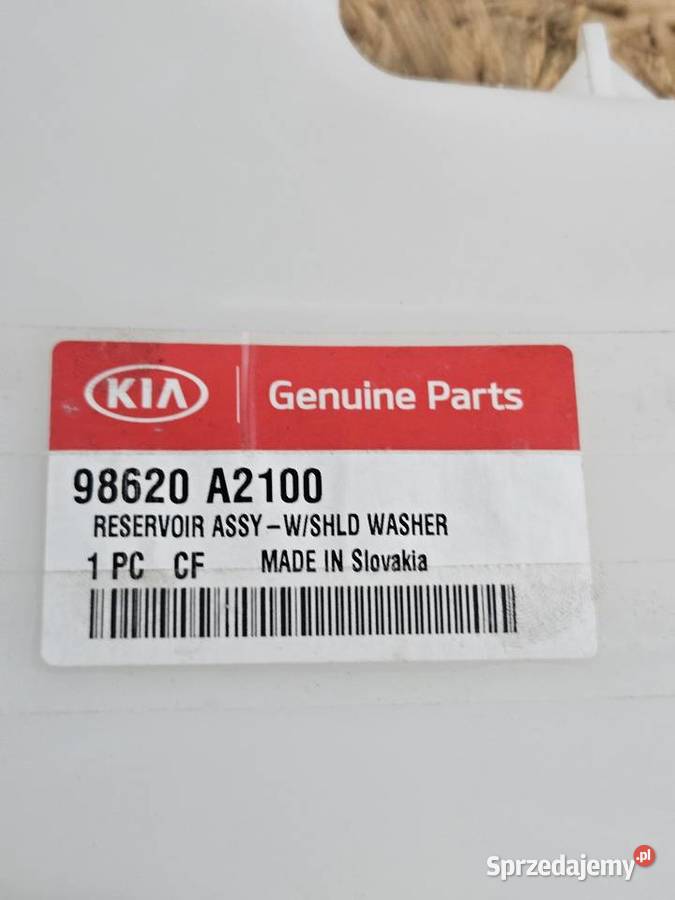 KIA Genuine Parts
98620 A2100
RESERVOIR ASSY-W/SHLD WASHER
1 PC CF MADE IN Slovakia
Sprzedajemy.pl